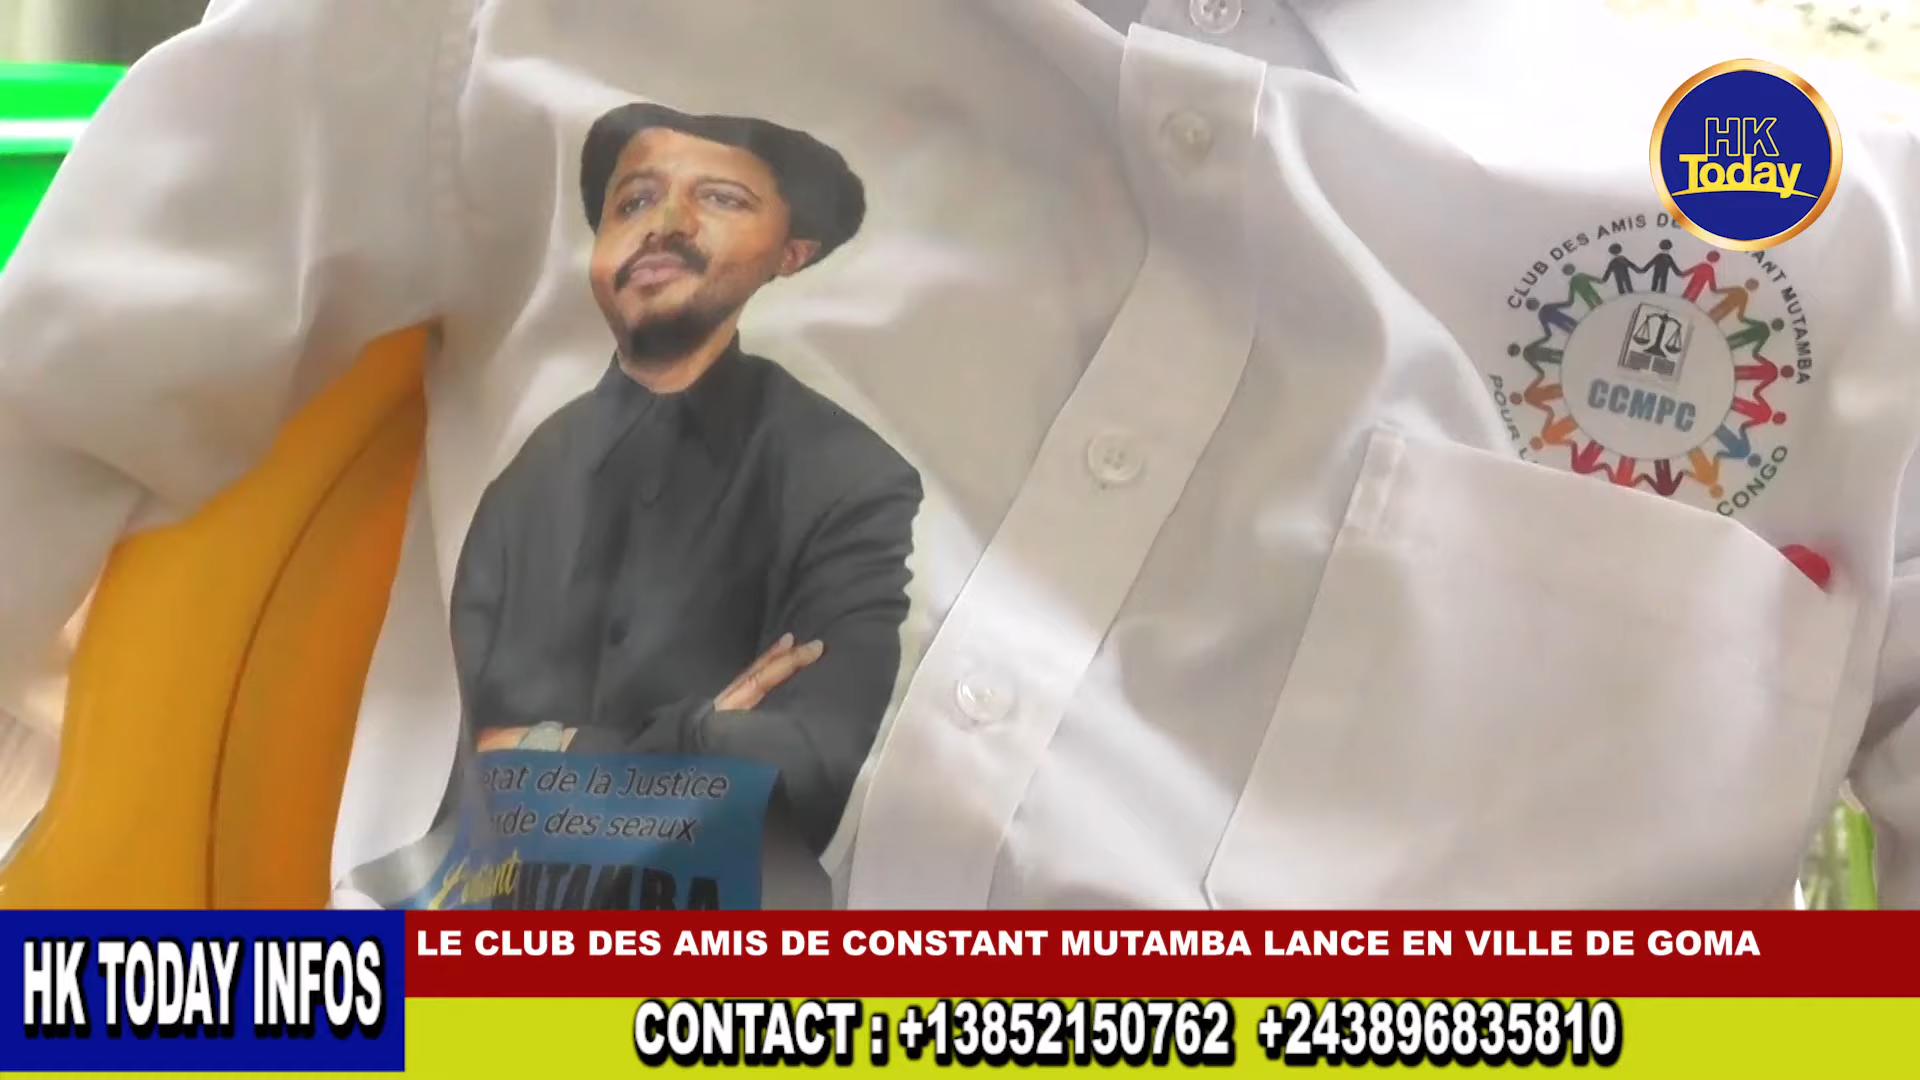 HK
Today
CLUB DES AMIS DE
MUTAMBA
CCMPC
POUR
CONGO
de la Justice
des seaux
MUTAMBA
LE CLUB DES AMIS DE CONSTANT MUTAMBA LANCE EN VILLE DE GOMA
HK TODAY INFOS
CONTACT : +13852150762 +243896835810